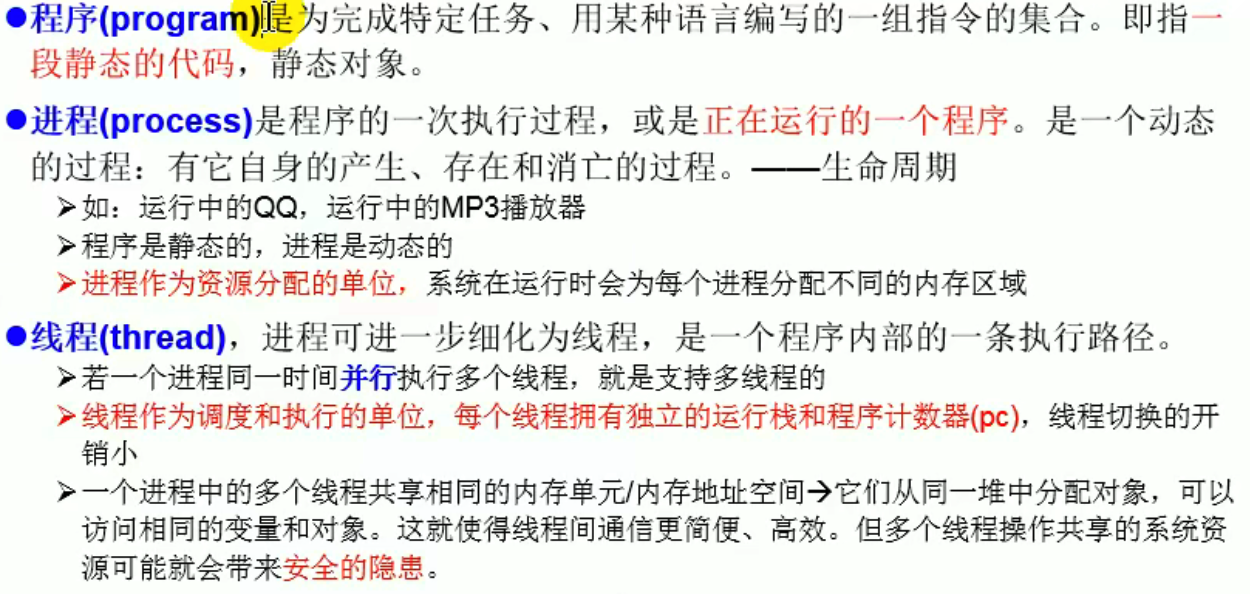 ●程序(program)是为完成特定任务、用某种语言编写的一组指令的集合。即指一
段静态的代码，静态对象。
●进程(process)是程序的一次执行过程，或是正在运行的一个程序。是一个动态
的过程：有它自身的产生、存在和消亡的过程。——生命周期
➢如：运行中的QQ，运行中的MP3播放器
➢程序是静态的，进程是动态的
➢进程作为资源分配的单位，系统在运行时会为每个进程分配不同的内存区域
●线程(thread)，进程可进一步细化为线程，是一个程序内部的一条执行路径。
➢若一个进程同一时间并行执行多个线程，就是支持多线程的
➢线程作为调度和执行的单位，每个线程拥有独立的运行栈和程序计数器(pc)，线程切换的开
销小
➢一个进程中的多个线程共享相同的内存单元/内存地址空间→它们从同一堆中分配对象，可以
访问相同的变量和对象。这就使得线程间通信更简便、高效。但多个线程操作共享的系统资
源可能就会带来安全的隐患。